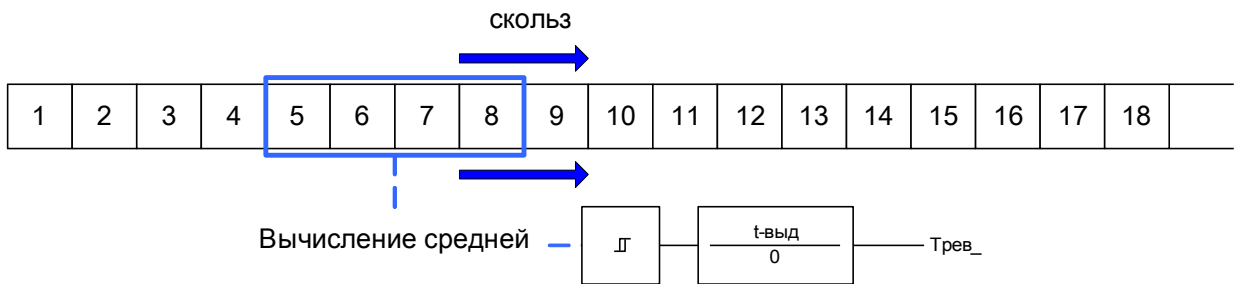 скольз
1 2 3 4 5 6 7 8 9 10 11 12 13 14 15 16 17 18
Вычисление средней
t-выд
0
Трев_